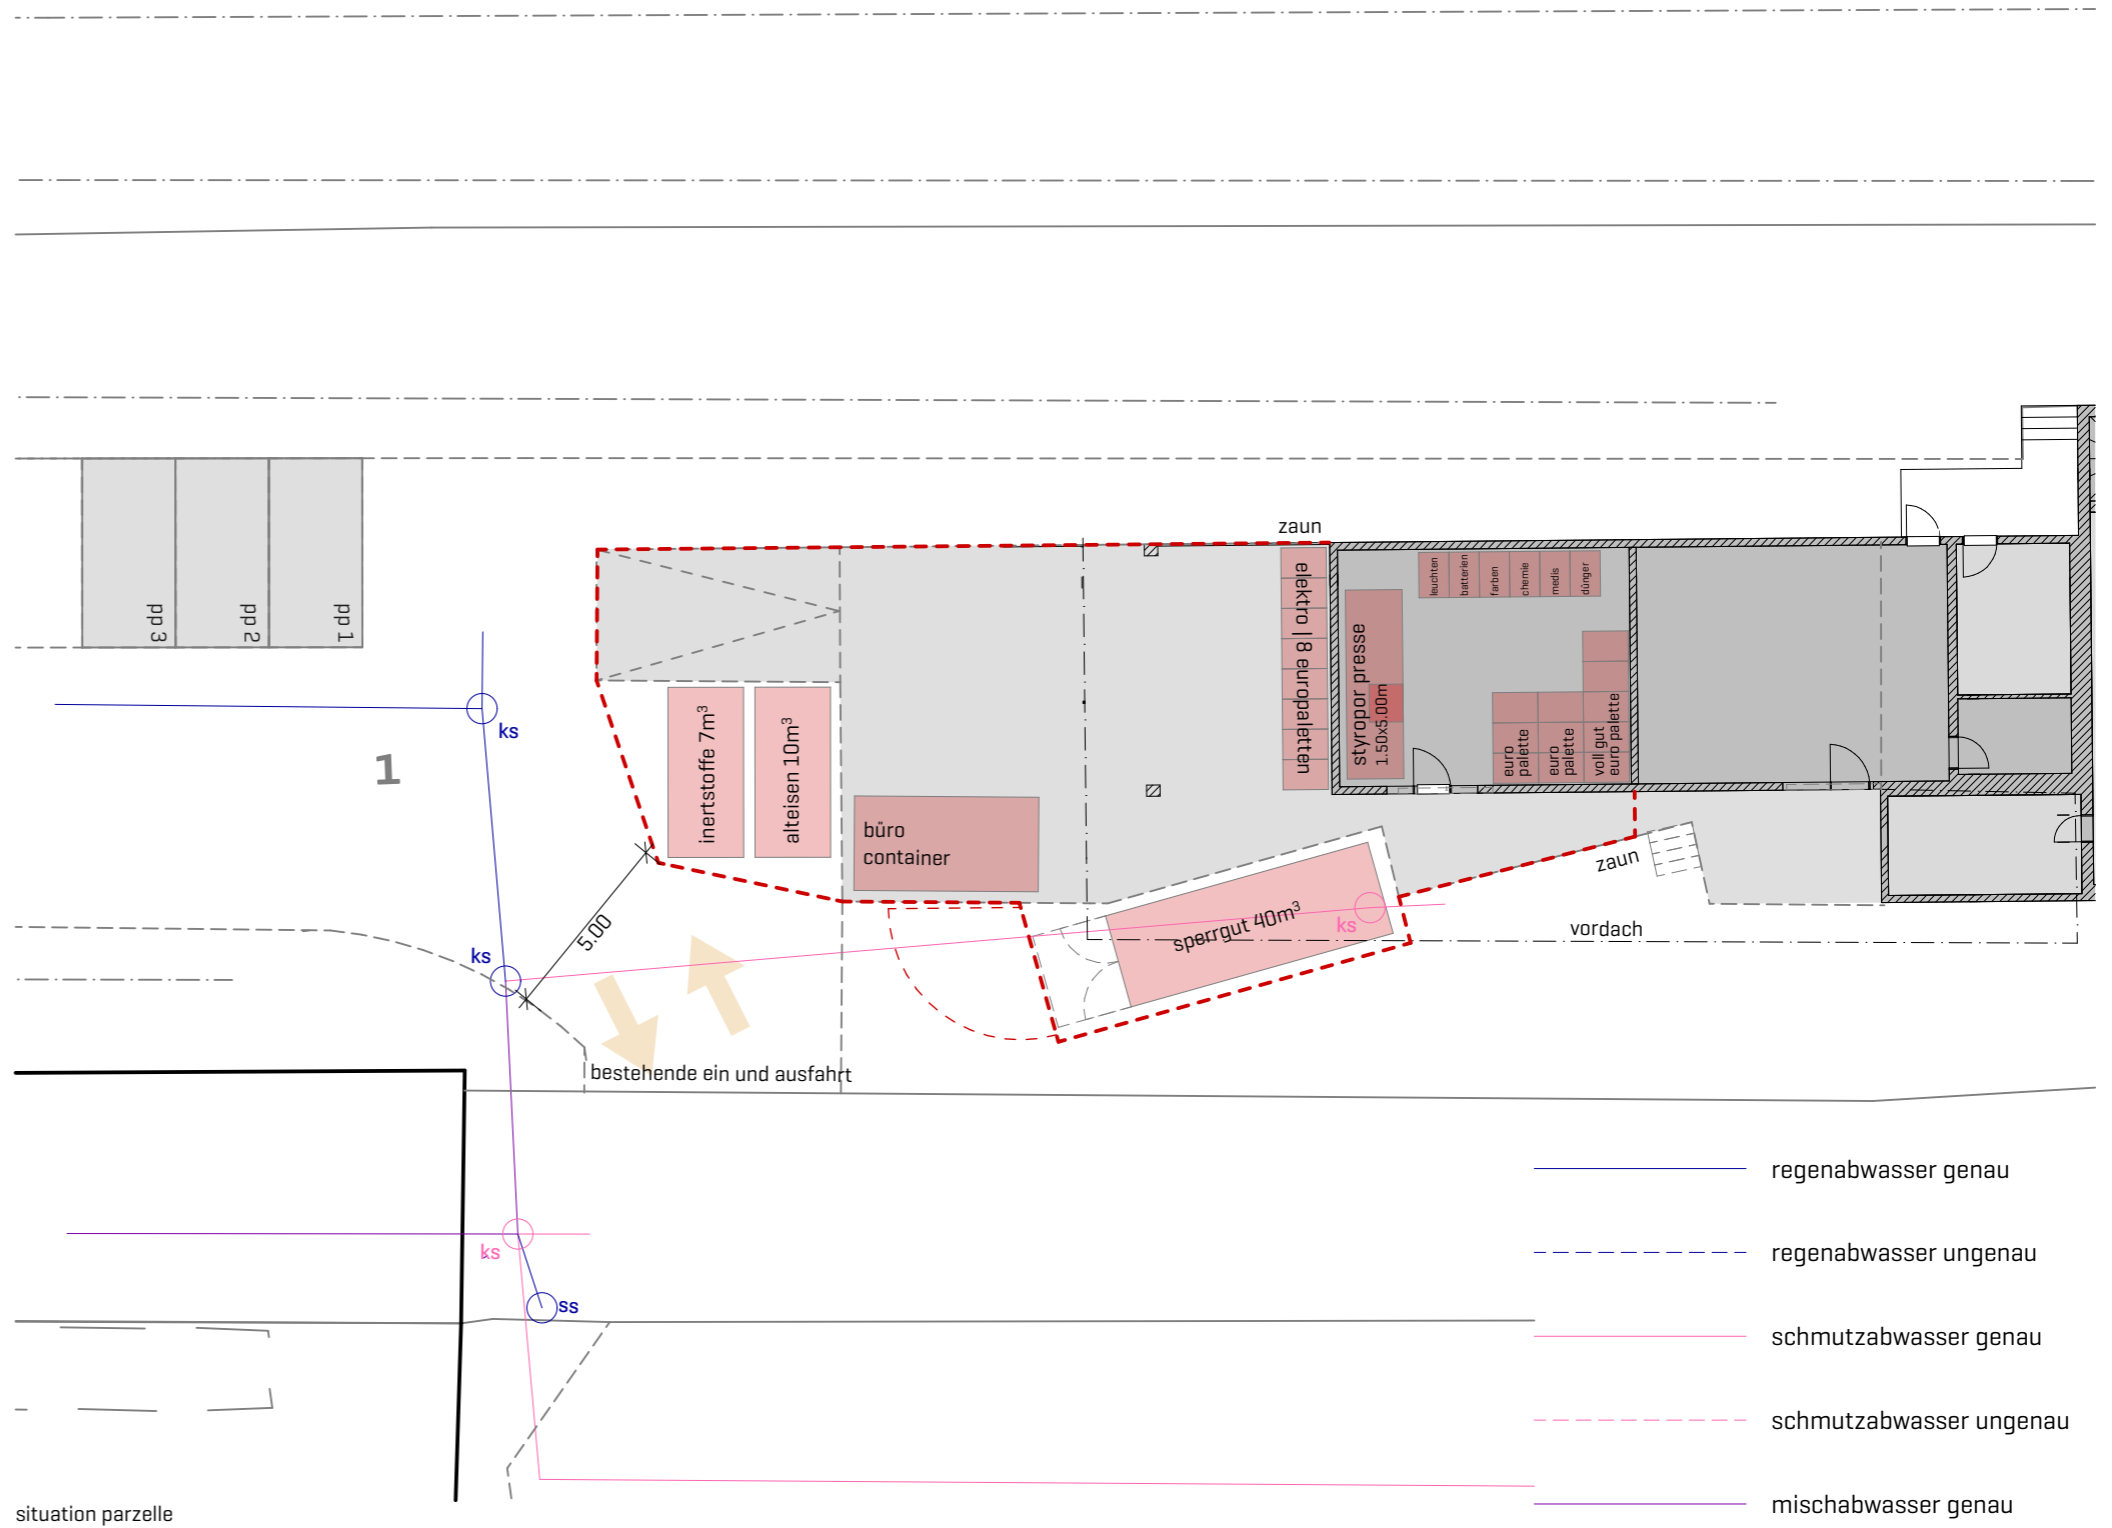 zaun
pp 3
pp 2
pp 1
leuchten
batterien
farben
chemie
medis
dünger
elektro | 8 europaletten
styropor presse
1.50x5.00m
euro
palette
euro
palette
voll gut
euro palette
ks
1
inertstoffe 7m³
alteisen 10m³
büro
container
zaun
sperrgut 40m³
ks
vordach
5.00
ks
bestehende ein und ausfahrt
ks
ss
regenabwasser genau
regenabwasser ungenau
schmutzabwasser genau
schmutzabwasser ungenau
mischabwasser genau
situation parzelle